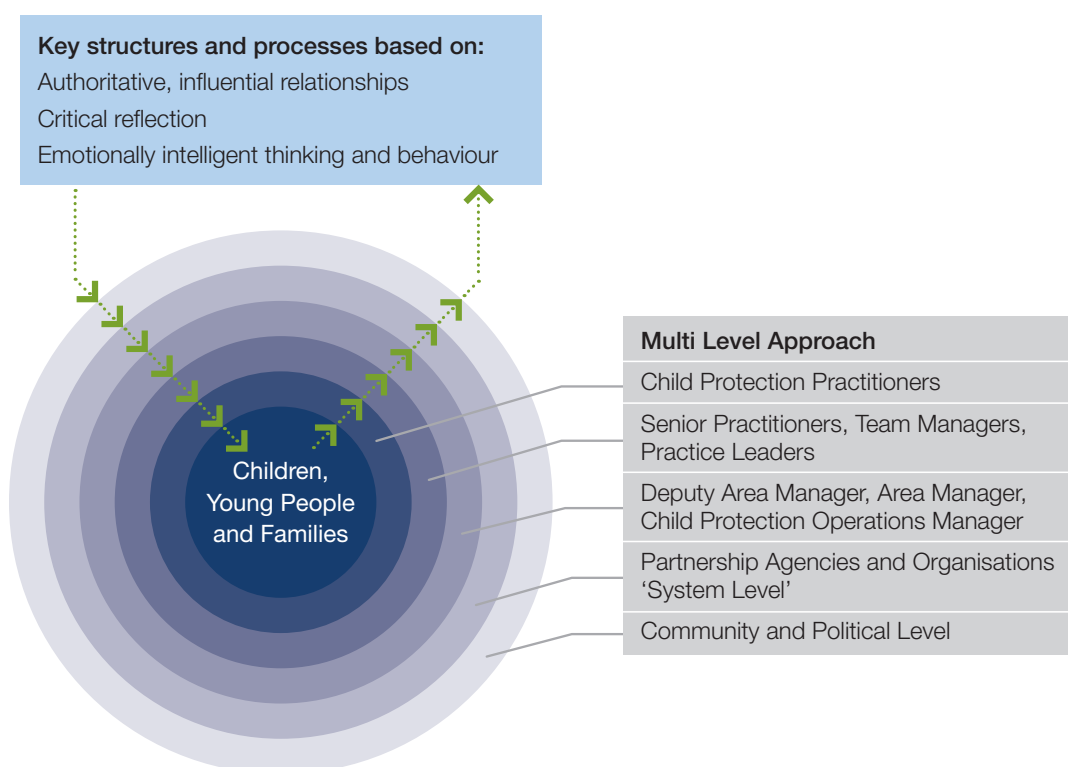 Key structures and processes based on:
Authoritative, influential relationships
Critical reflection
Emotionally intelligent thinking and behaviour
Children,
Young People
and Families
Multi Level Approach
Child Protection Practitioners
Senior Practitioners, Team Managers,
Practice Leaders
Deputy Area Manager, Area Manager,
Child Protection Operations Manager
Partnership Agencies and Organisations
‘System Level’
Community and Political Level